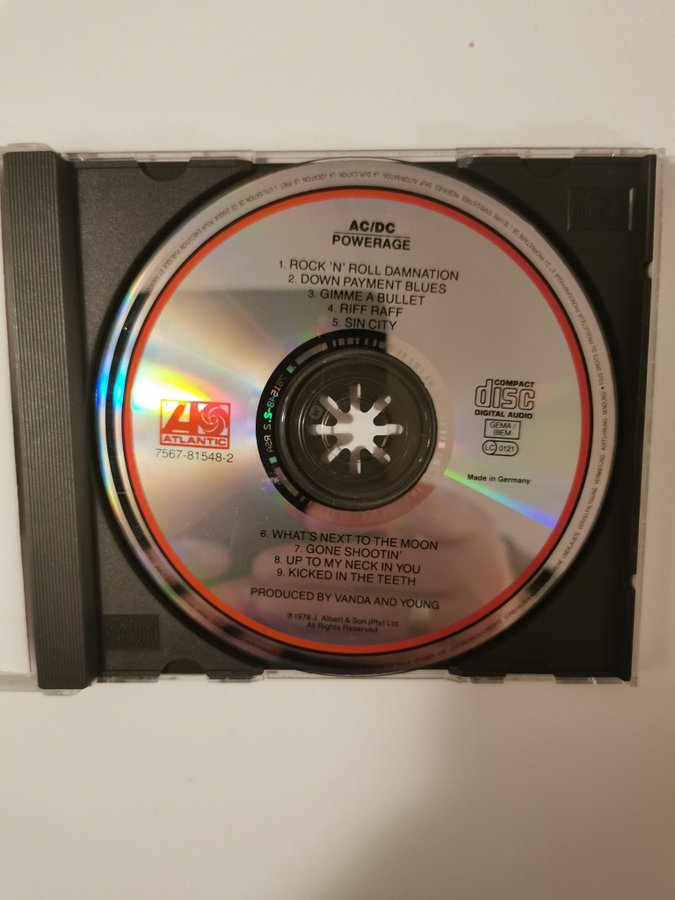 AC/DC
POWERAGE
1. ROCK 'N' ROLL DAMNATION
2. DOWN PAYMENT BLUES
3. GIMME A BULLET
4. RIFF RAFF
5. SIN CITY
ATLANTIC
7567-81548-2
COMPACT
disc
DIGITAL AUDIO
GEMA/
BIEM
LC 0121
Made in Germany
6. WHAT'S NEXT TO THE MOON
7. GONE SHOOTIN'
8. UP TO MY NECK IN YOU
9. KICKED IN THE TEETH
PRODUCED BY VANDA AND YOUNG
℗1978 J. Albert & Son (Pty) Ltd.
All Rights Reserved.